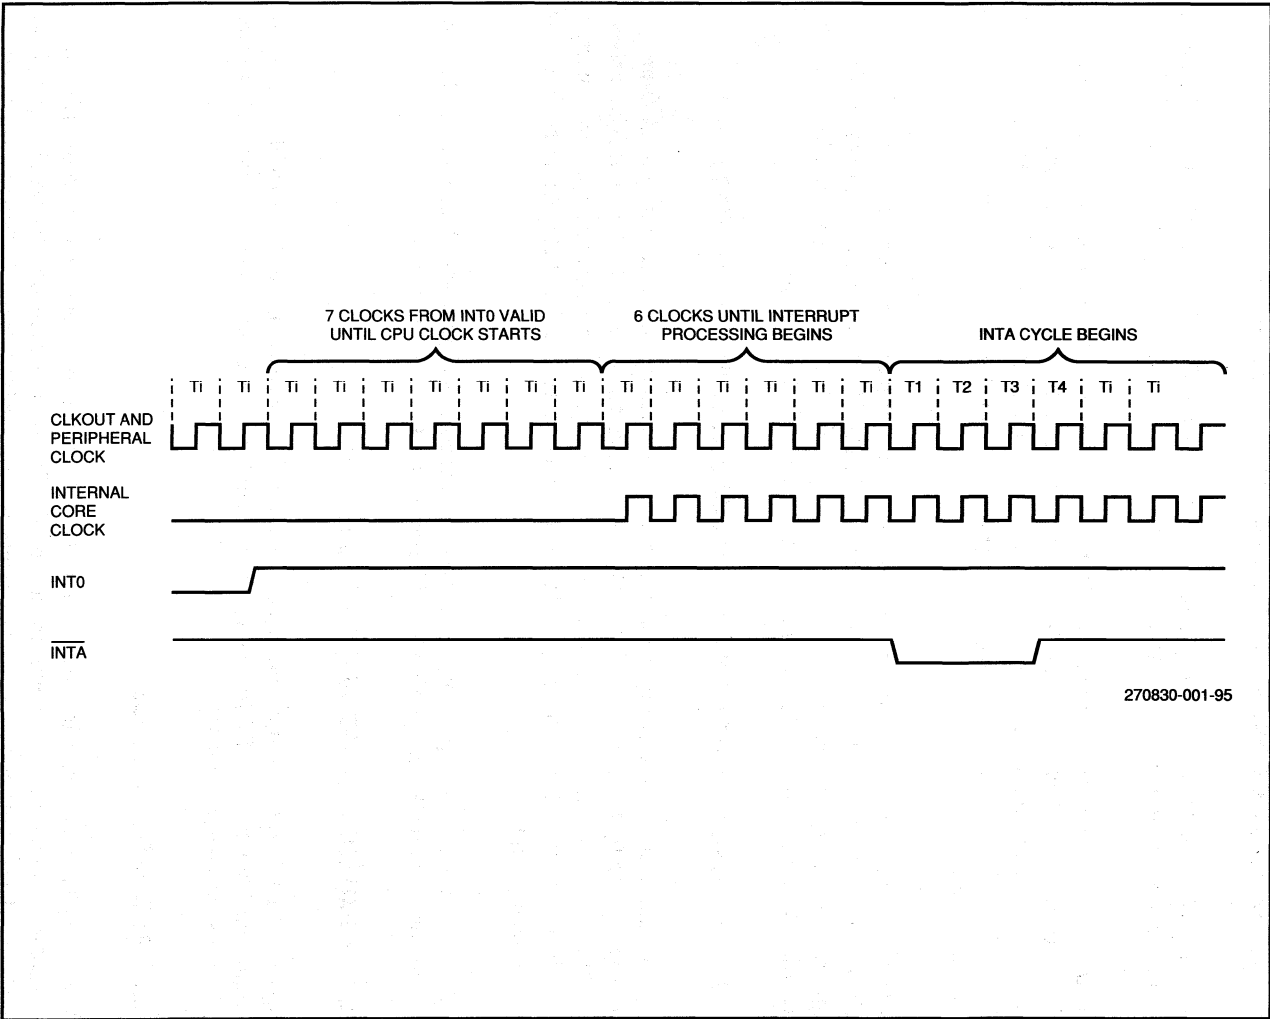 7 CLOCKS FROM INT0 VALID
UNTIL CPU CLOCK STARTS
6 CLOCKS UNTIL INTERRUPT
PROCESSING BEGINS
INTA CYCLE BEGINS
Ti Ti Ti Ti Ti Ti Ti Ti Ti Ti Ti Ti Ti Ti Ti T1 T2 T3 T4 Ti Ti
CLKOUT AND
PERIPHERAL
CLOCK
INTERNAL
CORE
CLOCK
INT0
INTA
270830-001-95